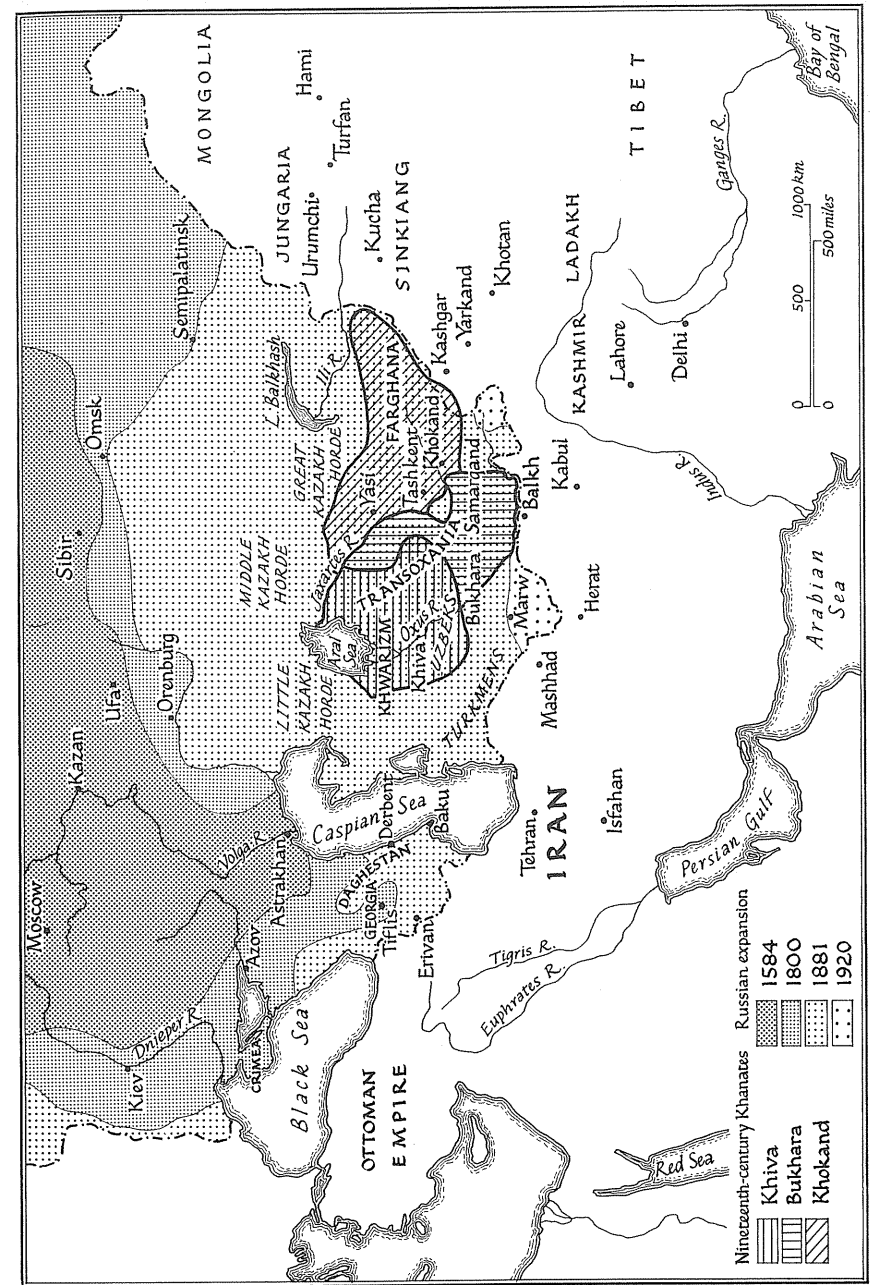 MONGOLIA
JUNGARIA
Hami
Turfan
Urumchi
Kucha
SINKIANG
TIBET
Bay of
Bengal
Ganges R.
LADAKH
Khotan
Yarkand
Kashgar
KASHMIR
Lahore
Delhi
0 500 1000 km
0 500 miles
Semipalatinsk
L. Balkhash
Ili R.
Omsk
Sibir
GREAT
KAZAKH
HORDE
MIDDLE
KAZAKH
HORDE
LITTLE
KAZAKH
HORDE
FARGHANA
Khokand
Tashkent
Yasi
Jaxartes R.
TRANSOXANIA
Samarqand
Bukhara
Aral
Sea
KHWARIZM
Khiva
Oxus R.
UZBEKS
TURKMENS
Balkh
Kabul
Marw
Herat
Mashhad
Indus R.
Arabian
Sea
Orenburg
Ufa
Kazan
Moscow
Volga R.
Astrakhan
Caspian Sea
Derbent
Baku
DAGHESTAN
GEORGIA
Tiflis
Erivan
Tehran
IRAN
Isfahan
Persian Gulf
Tigris R.
Euphrates R.
Azov
CRIMEA
Dnieper R.
Kiev
Black Sea
OTTOMAN
EMPIRE
Red Sea
Nineteenth-century Khanates
Khiva
Bukhara
Khokand
Russian expansion
1584
1800
1881
1920